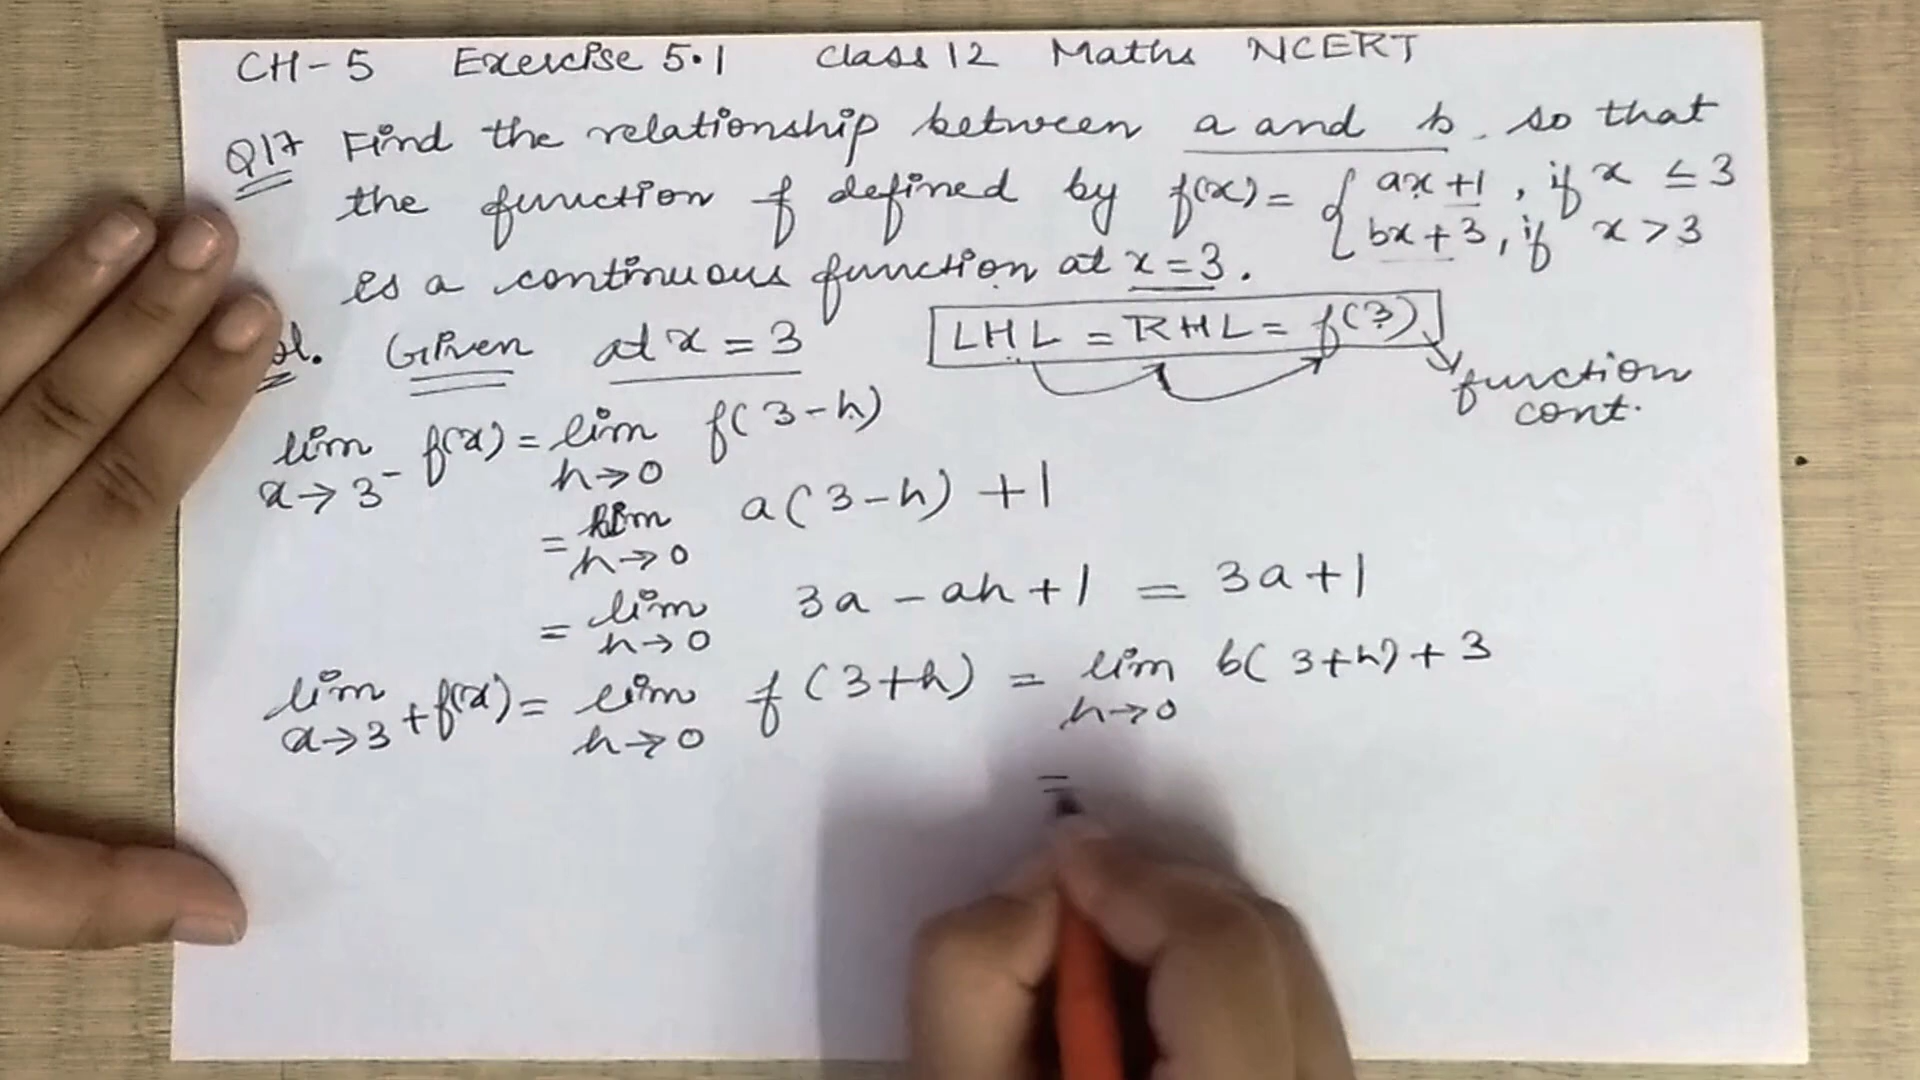 CH-5 Exercise 5.1 Class 12 Maths NCERT
Q17 Find the relationship between a and b so that
the function f defined by f(x) = { ax+1, if x ≤ 3
bx+3, if x > 3
is a continuous function at x=3.
Sol. Given at x = 3 LHL = RHL = f(3)
function
cont.
lim f(x) = lim f(3-h)
x→3⁻ h→0
= lim a(3-h) +1
h→0
= lim 3a - ah + 1 = 3a+1
h→0
lim f(x) = lim f(3+h) = lim b(3+h)+3
x→3+ h→0 h→0
=